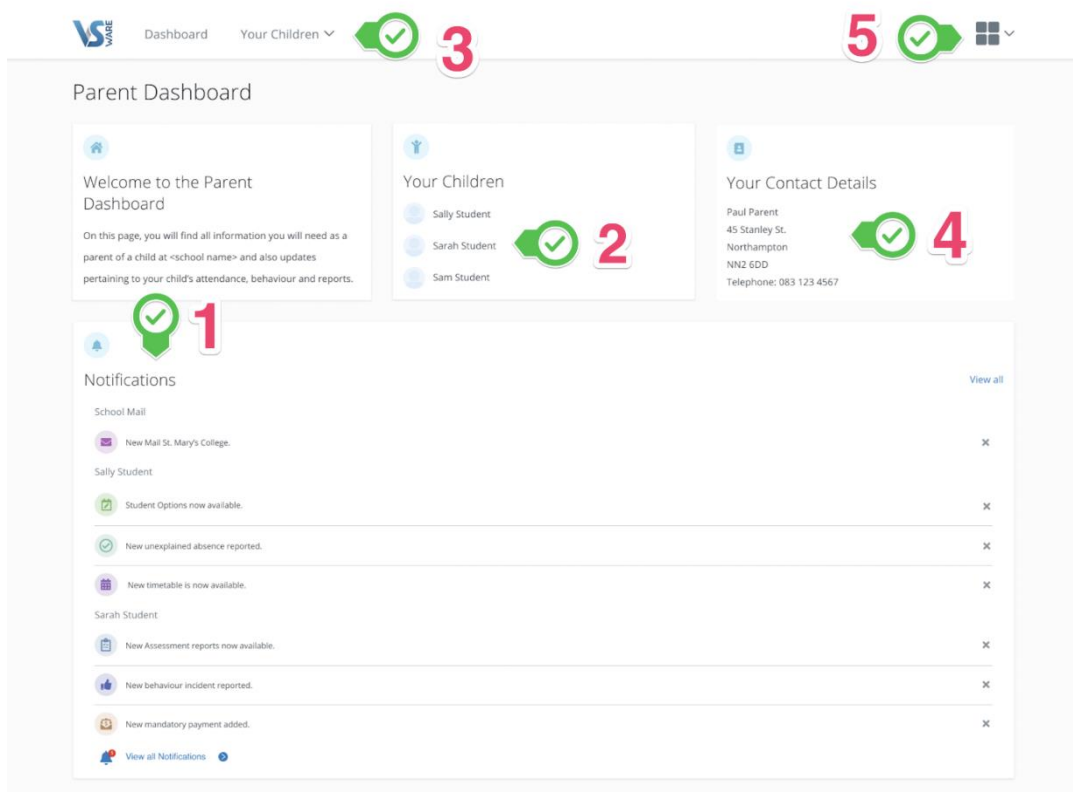 VSWARE Dashboard Your Children 3 5
Parent Dashboard
Welcome to the Parent
Dashboard
On this page, you will find all information you will need as a
parent of a child at <school name> and also updates
pertaining to your child's attendance, behaviour and reports.
Your Children
Sally Student
Sarah Student
Sam Student
2
Your Contact Details
Paul Parent
45 Stanley St.
Northampton
NN2 6DD
Telephone: 083 123 4567
4
1
Notifications
View all
School Mail
New Mail St. Mary's College.
Sally Student
Student Options now available.
New unexplained absence reported.
New timetable is now available.
Sarah Student
New Assessment reports now available.
New behaviour incident reported.
New mandatory payment added.
View all Notifications